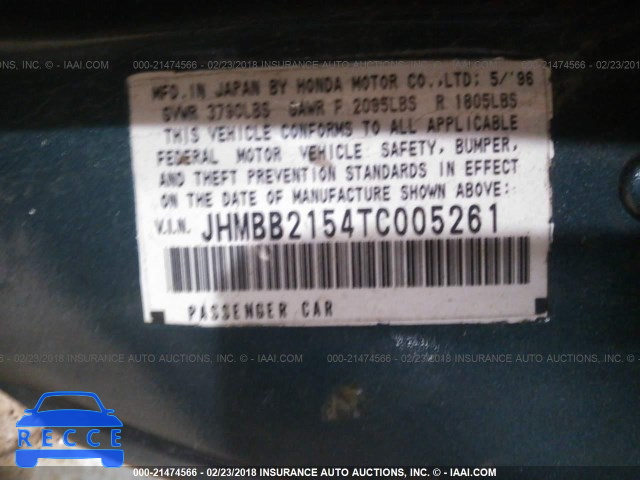 000-21474566 - 02/23/2018 INSURANCE AUTO AUCTIONS, INC. - © IAAI.COM
000-21474566 - 02/23/2018 INSURANCE AUTO AUCTIONS, INC. - © IAAI.COM
MFD. IN JAPAN BY HONDA MOTOR CO.,LTD: 5/'96
GVWR 3790LBS GAWR F 2095LBS R 1805LBS
THIS VEHICLE CONFORMS TO ALL APPLICABLE
FEDERAL MOTOR VEHICLE SAFETY, BUMPER,
AND THEFT PREVENTION STANDARDS IN EFFECT
ON THE DATE OF MANUFACTURE SHOWN ABOVE:
V.I.N. JHMBB2154TC005261
PASSENGER CAR
000-21474566 - 02/23/2018 INSURANCE AUTO AUCTIONS, INC. - © IAAI.COM
000-21474566 - 02/23/2018 INSURANCE AUTO AUCTIONS, INC. - © IAAI.COM
RECCE
000-21474566 - 02/23/2018 INSURANCE AUTO AUCTIONS, INC. - © IAAI.COM